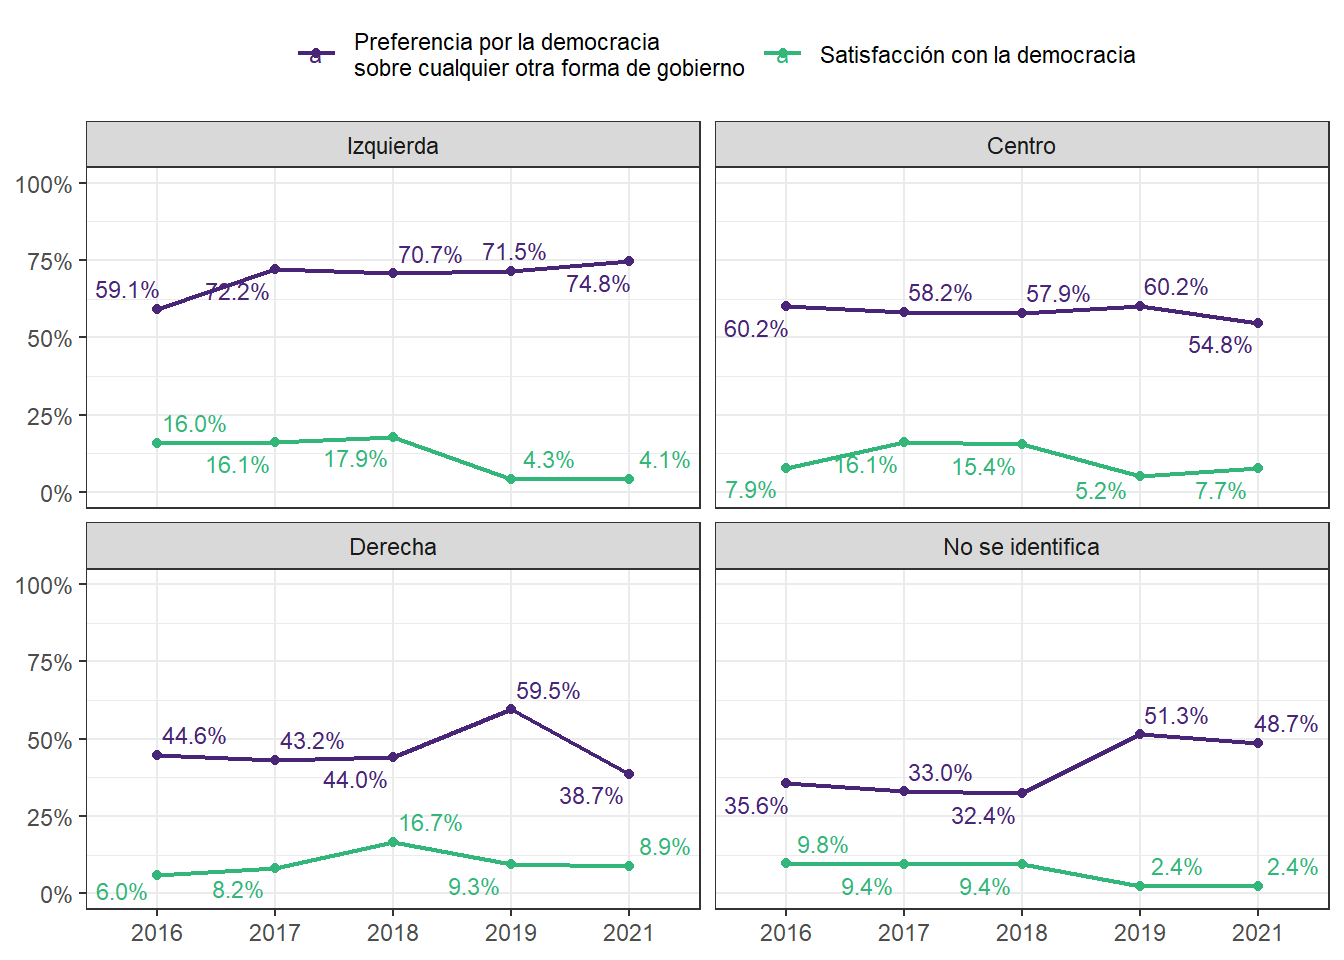 Preferencia por la democracia
sobre cualquier otra forma de gobierno
a
a Satisfacción con la democracia
Izquierda
Centro
100%
75%
50%
25%
0%
59.1% 72.2% 70.7% 71.5% 74.8%
16.0% 16.1% 17.9% 4.3% 4.1%
60.2% 58.2% 57.9% 60.2% 54.8%
7.9% 16.1% 15.4% 5.2% 7.7%
Derecha
No se identifica
100%
75%
50%
25%
0%
44.6% 43.2% 44.0% 59.5% 38.7%
6.0% 8.2% 16.7% 9.3% 8.9%
35.6% 33.0% 32.4% 51.3% 48.7%
9.8% 9.4% 9.4% 2.4% 2.4%
2016 2017 2018 2019 2021
2016 2017 2018 2019 2021